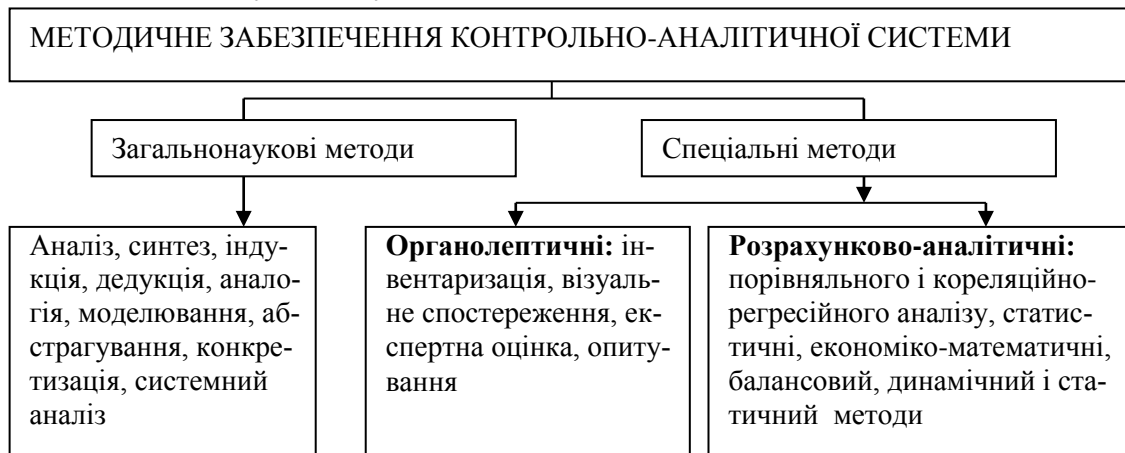 МЕТОДИЧНЕ ЗАБЕЗПЕЧЕННЯ КОНТРОЛЬНО-АНАЛІТИЧНОЇ СИСТЕМИ
Загальнонаукові методи
Спеціальні методи
Аналіз, синтез, інду-
кція, дедукція, анало-
гія, моделювання, аб-
страгування, конкре-
тизація, системний
аналіз
Органолептичні: ін-
вентаризація, візуаль-
не спостереження, ек-
спертна оцінка, опиту-
вання
Розрахунково-аналітичні:
порівняльного і кореляційно-
регресійного аналізу, статис-
тичні, економіко-математичні,
балансовий, динамічний і ста-
тичний методи